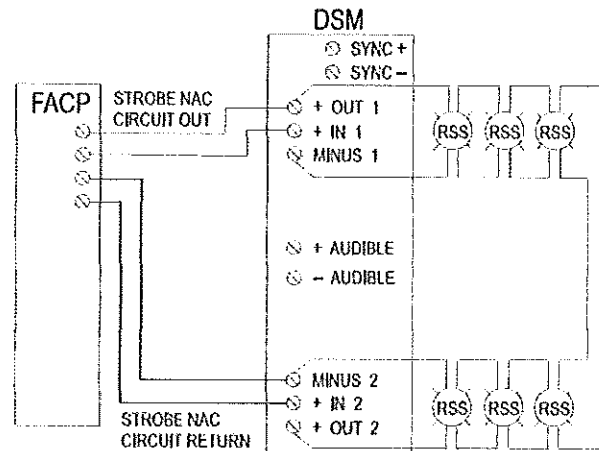 DSM
SYNC +
SYNC –
FACP
STROBE NAC
CIRCUIT OUT
+ OUT 1
+ IN 1
MINUS 1
RSS RSS RSS
+ AUDIBLE
– AUDIBLE
MINUS 2
+ IN 2
+ OUT 2
RSS RSS RSS
STROBE NAC
CIRCUIT RETURN